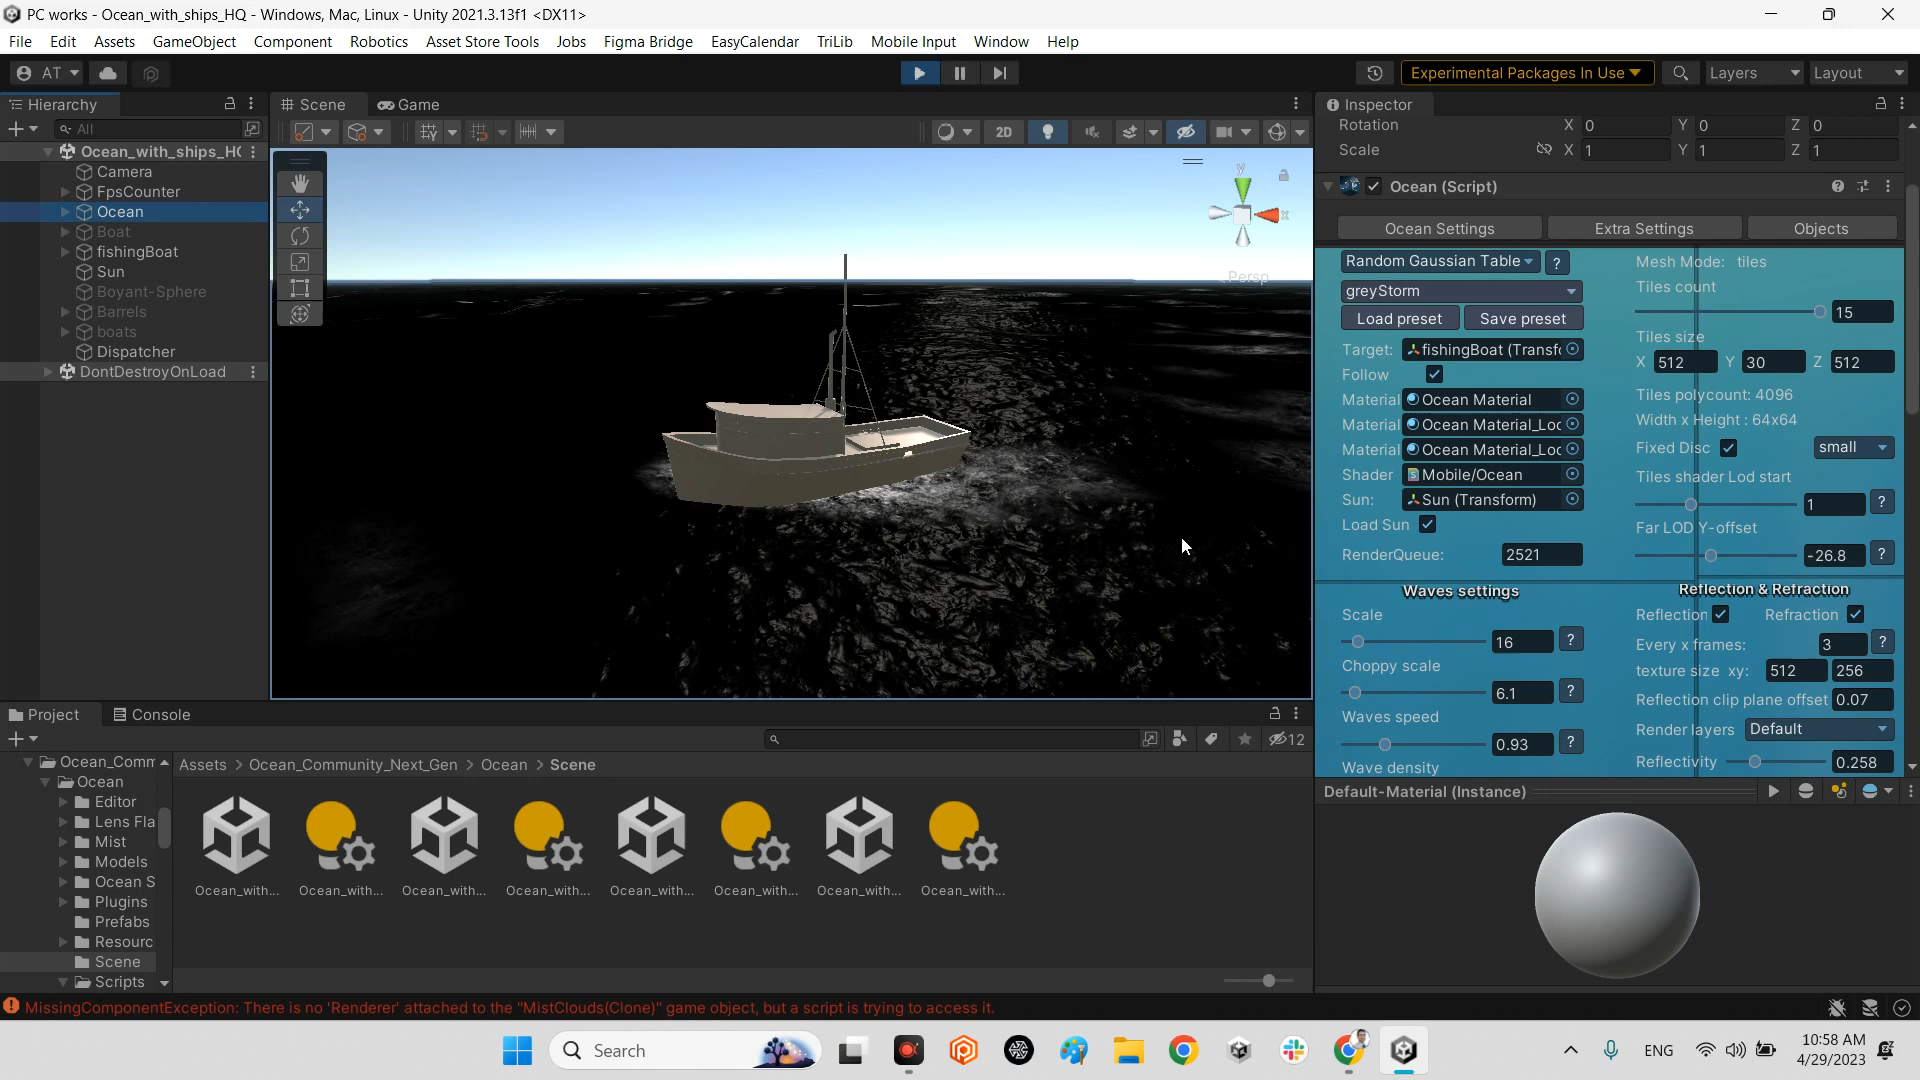 PC works - Ocean_with_ships_HQ - Windows, Mac, Linux - Unity 2021.3.13f1 <DX11>
File Edit Assets GameObject Component Robotics Asset Store Tools Jobs Figma Bridge EasyCalendar TriLib Mobile Input Window Help
AT Experimental Packages In Use Layers Layout
Hierarchy
All
Ocean_with_ships_H
Camera
FpsCounter
Ocean
Boat
fishingBoat
Sun
Boyant-Sphere
Barrels
boats
Dispatcher
DontDestroyOnLoad
Scene Game
2D
y
x
Persp
Inspector
Rotation X 0 Y 0 Z 0
Scale X 1 Y 1 Z 1
Ocean (Script)
Ocean Settings Extra Settings Objects
Random Gaussian Table ?
greyStorm
Load preset Save preset
Target: fishingBoat (Transf
Follow
Material Ocean Material
Material Ocean Material_Loc
Material Ocean Material_Loc
Shader Mobile/Ocean
Sun: Sun (Transform)
Load Sun
RenderQueue: 2521
Mesh Mode: tiles
Tiles count
15
Tiles size
X 512 Y 30 Z 512
Tiles polycount: 4096
Width x Height : 64x64
Fixed Disc small
Tiles shader Lod start
1 ?
Far LOD Y-offset
-26.8 ?
Waves settings
Scale
16 ?
Choppy scale
6.1 ?
Waves speed
0.93 ?
Wave density
Reflection & Refraction
Reflection Refraction
Every x frames: 3 ?
texture size xy: 512 256
Reflection clip plane offset 0.07
Render layers Default
Reflectivity 0.258
Default-Material (Instance)
Project Console
12
Ocean_Comm
Ocean
Editor
Lens Fla
Mist
Models
Ocean S
Plugins
Prefabs
Resourc
Scene
Scripts
Assets > Ocean_Community_Next_Gen > Ocean > Scene
Ocean_with... Ocean_with... Ocean_with... Ocean_with... Ocean_with... Ocean_with... Ocean_with... Ocean_with...
MissingComponentException: There is no 'Renderer' attached to the "MistClouds(Clone)" game object, but a script is trying to access it.
Search
ENG
10:58 AM
4/29/2023